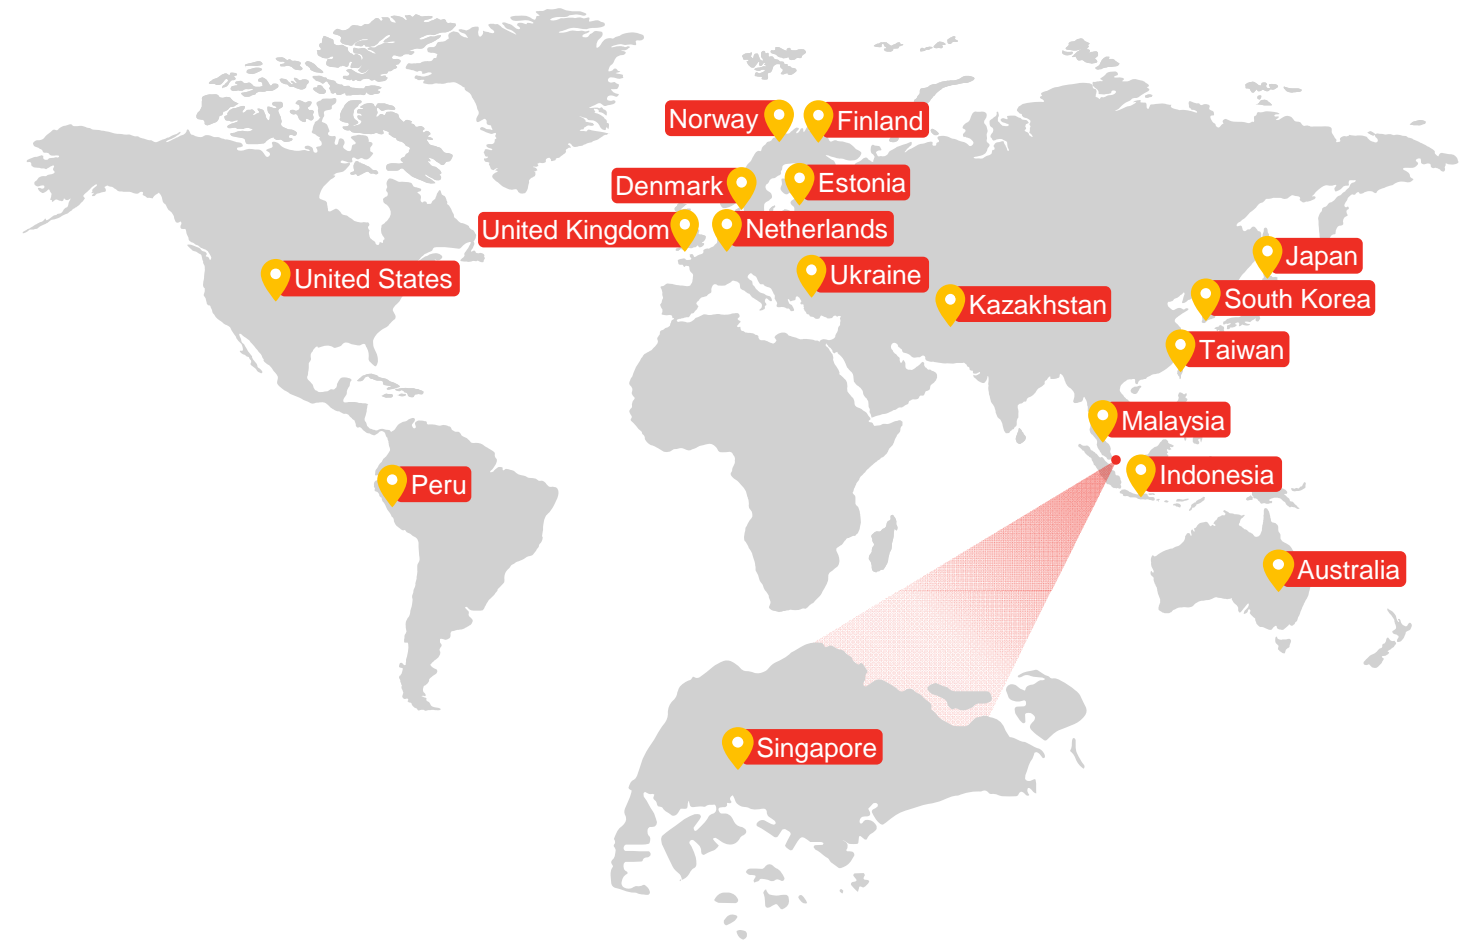 Norway
Finland
Denmark
Estonia
United Kingdom
Netherlands
Japan
United States
Ukraine
South Korea
Kazakhstan
Taiwan
Malaysia
Peru
Indonesia
Australia
Singapore